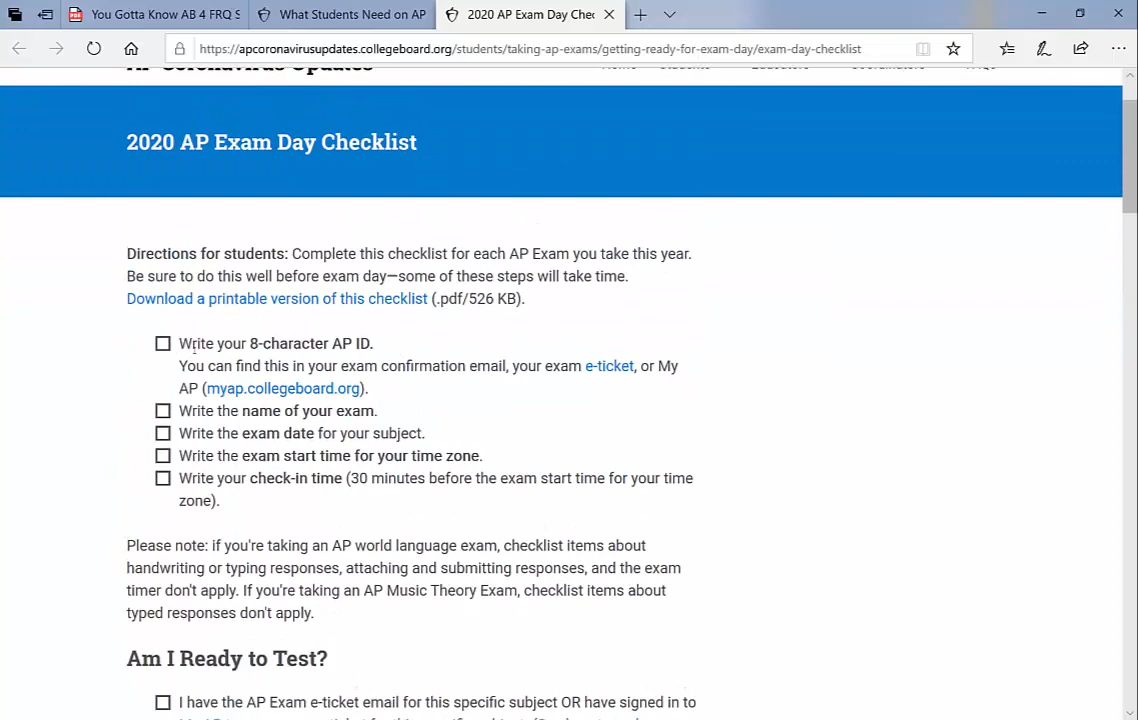 You Gotta Know AB 4 FRQ S
What Students Need on AP
2020 AP Exam Day Chec
https://apcoronavirusupdates.collegeboard.org/students/taking-ap-exams/getting-ready-for-exam-day/exam-day-checklist
AP Coronavirus Updates
Home Students Educators Coordinators FAQs
2020 AP Exam Day Checklist
Directions for students: Complete this checklist for each AP Exam you take this year.
Be sure to do this well before exam day—some of these steps will take time.
Download a printable version of this checklist (.pdf/526 KB).
Write your 8-character AP ID.
You can find this in your exam confirmation email, your exam e-ticket, or My
AP (myap.collegeboard.org).
Write the name of your exam.
Write the exam date for your subject.
Write the exam start time for your time zone.
Write your check-in time (30 minutes before the exam start time for your time
zone).
Please note: if you're taking an AP world language exam, checklist items about
handwriting or typing responses, attaching and submitting responses, and the exam
timer don't apply. If you're taking an AP Music Theory Exam, checklist items about
typed responses don't apply.
Am I Ready to Test?
I have the AP Exam e-ticket email for this specific subject OR have signed in to